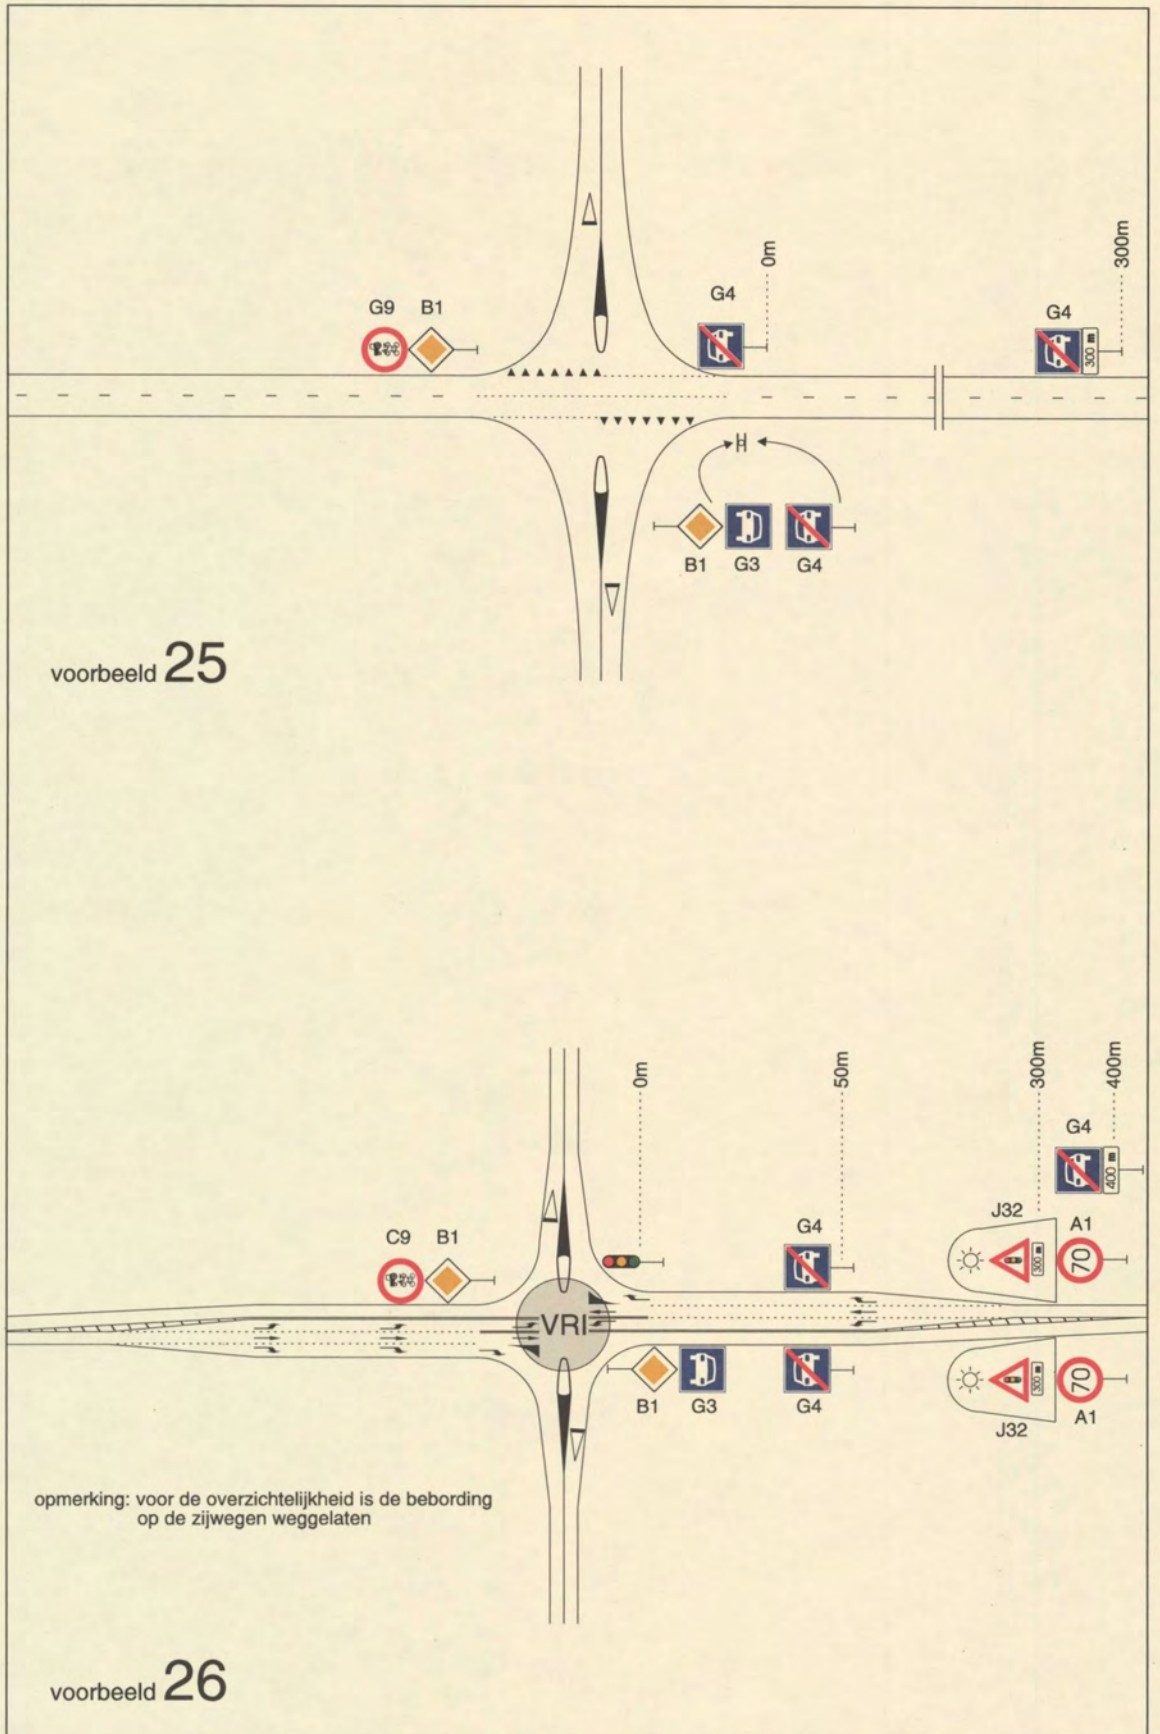 0m
300m
G9 B1
G4
G4
300 m
B1 G3 G4
voorbeeld 25
0m
50m
300m
400m
G4
400 m
C9 B1
G4
J32
A1
300 m
70
VRI
300 m
70
B1 G3
G4
J32
A1
opmerking: voor de overzichtelijkheid is de bebording
op de zijwegen weggelaten
voorbeeld 26